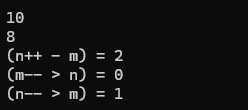 10
8
(n++ - m) = 2
(m-- > n) = 0
(n-- > m) = 1